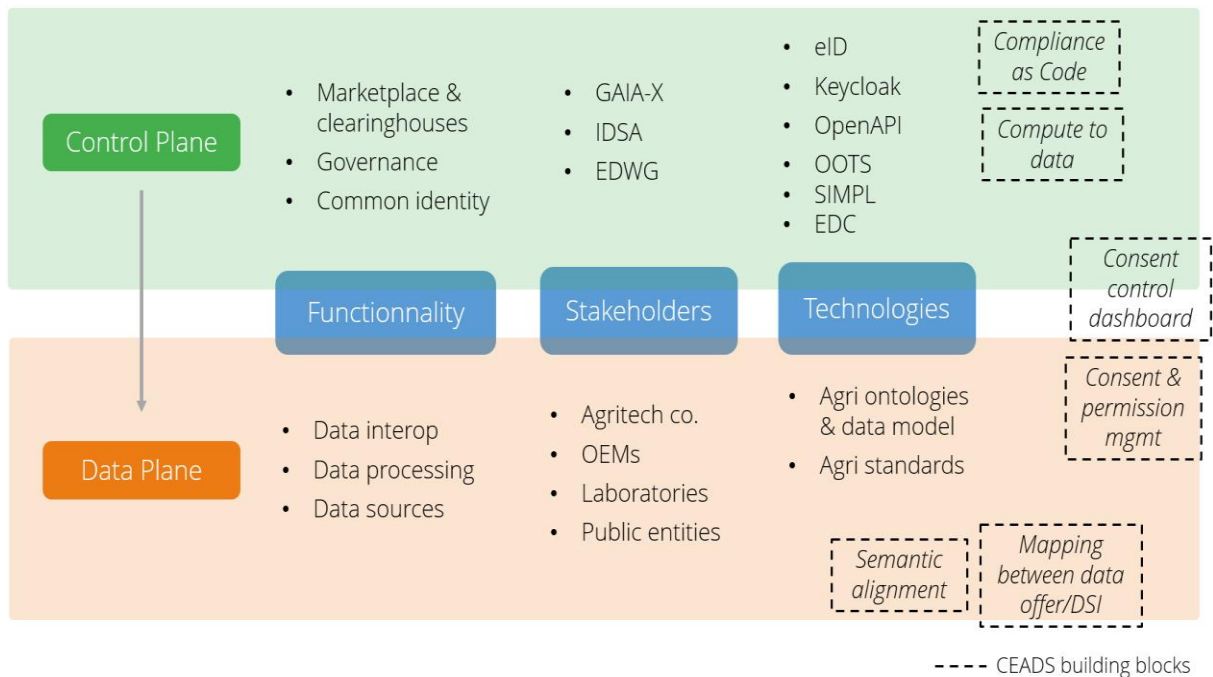 Control Plane
• Marketplace &
clearinghouses
• Governance
• Common identity
• GAIA-X
• IDSA
• EDWG
• eID
• Keycloak
• OpenAPI
• OOTS
• SIMPL
• EDC
Compliance
as Code
Compute to
data
Consent
control
dashboard
Functionnality
Stakeholders
Technologies
Data Plane
• Data interop
• Data processing
• Data sources
• Agritech co.
• OEMs
• Laboratories
• Public entities
• Agri ontologies
& data model
• Agri standards
Consent &
permission
mgmt
Semantic
alignment
Mapping
between data
offer/DSI
CEADS building blocks